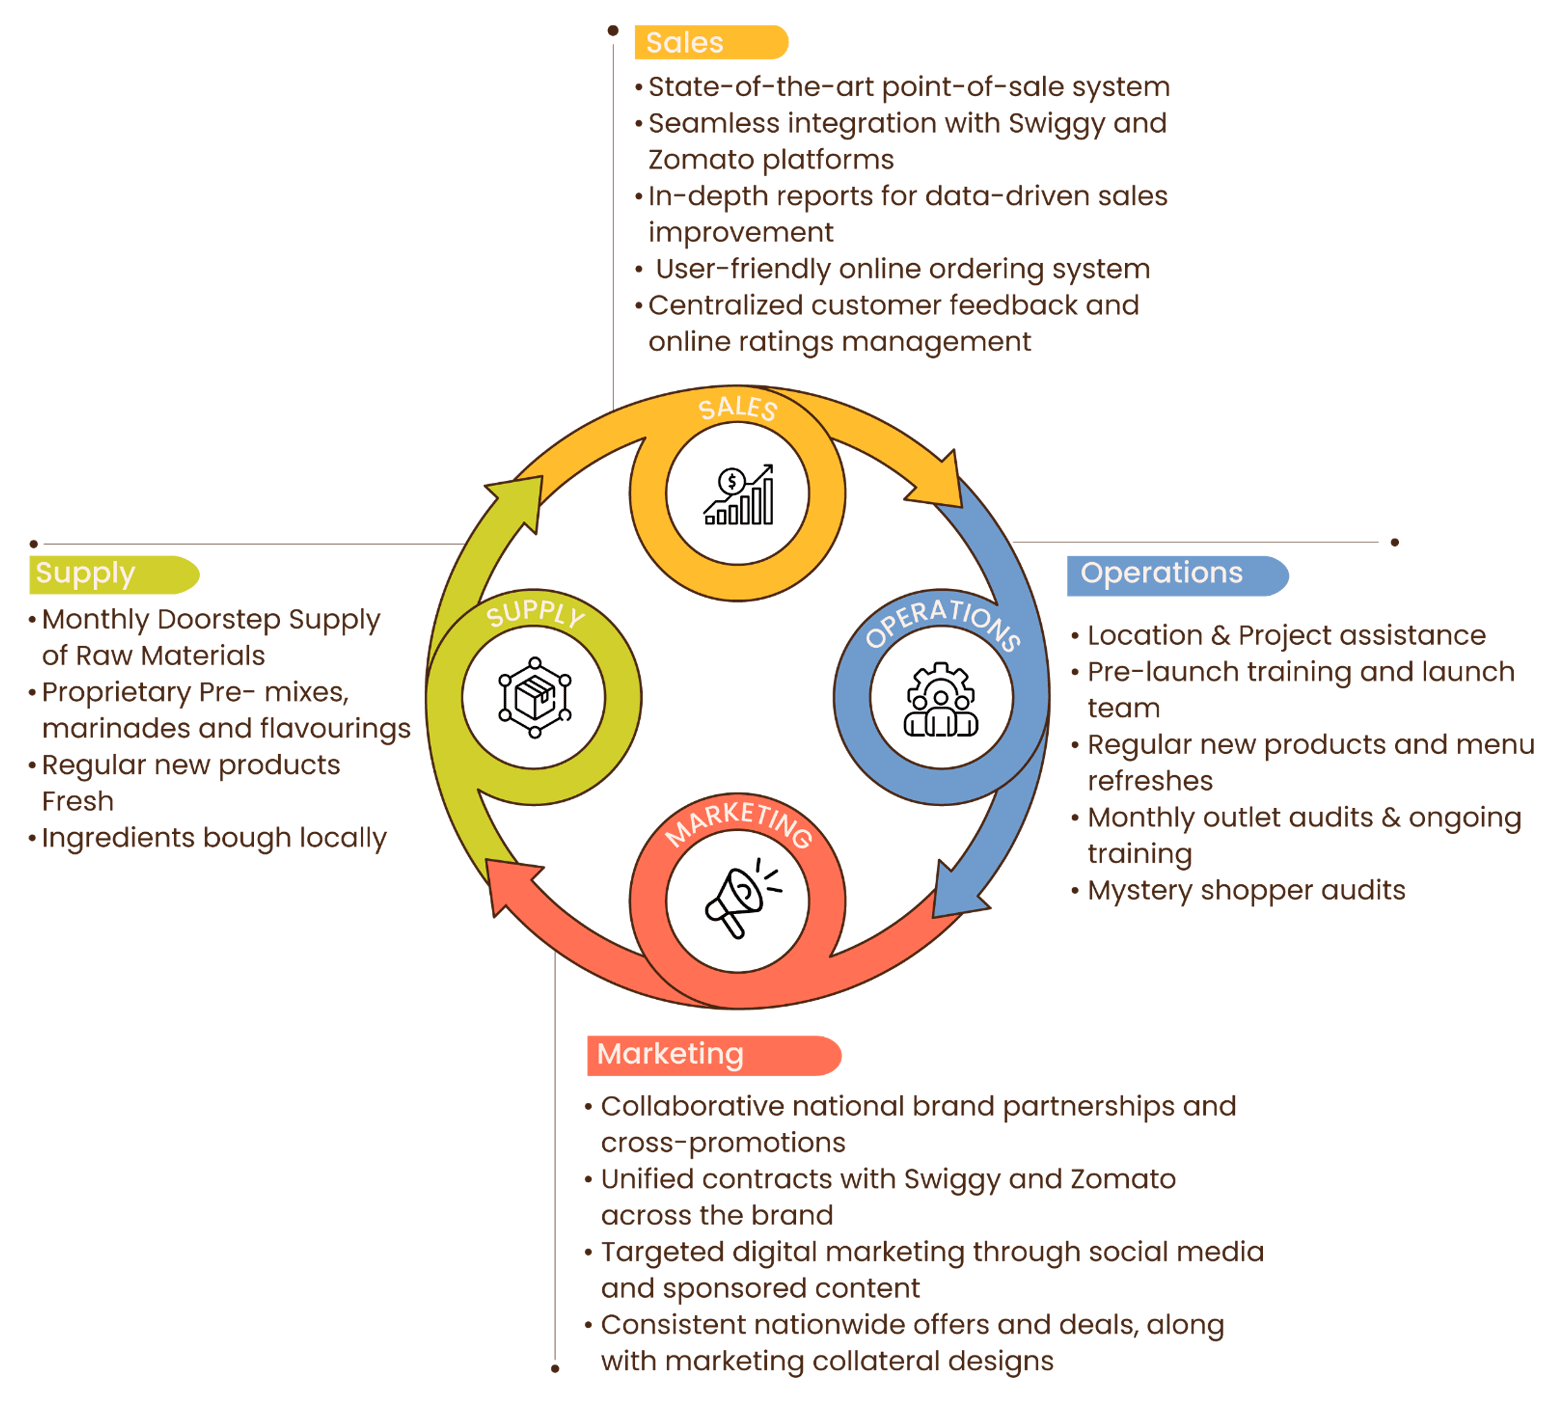 Sales
• State-of-the-art point-of-sale system
• Seamless integration with Swiggy and
Zomato platforms
• In-depth reports for data-driven sales
improvement
• User-friendly online ordering system
• Centralized customer feedback and
online ratings management
SALES
Supply
• Monthly Doorstep Supply
of Raw Materials
• Proprietary Pre- mixes,
marinades and flavourings
• Regular new products
Fresh
• Ingredients bough locally
SUPPLY
OPERATIONS
Operations
• Location & Project assistance
• Pre-launch training and launch
team
• Regular new products and menu
refreshes
• Monthly outlet audits & ongoing
training
• Mystery shopper audits
MARKETING
Marketing
• Collaborative national brand partnerships and
cross-promotions
• Unified contracts with Swiggy and Zomato
across the brand
• Targeted digital marketing through social media
and sponsored content
• Consistent nationwide offers and deals, along
with marketing collateral designs